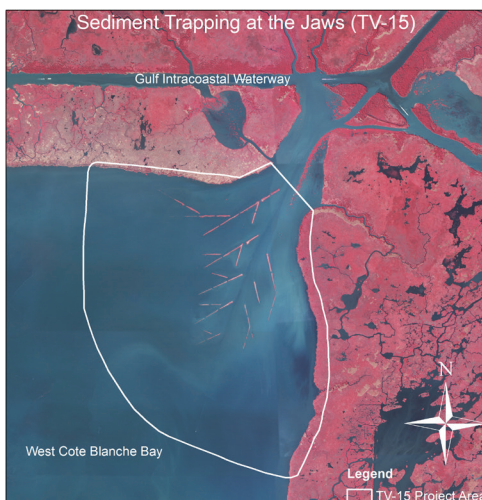 Sediment Trapping at the Jaws (TV-15)
Gulf Intracoastal Waterway
N
West Cote Blanche Bay
Legend
TV-15 Project Area